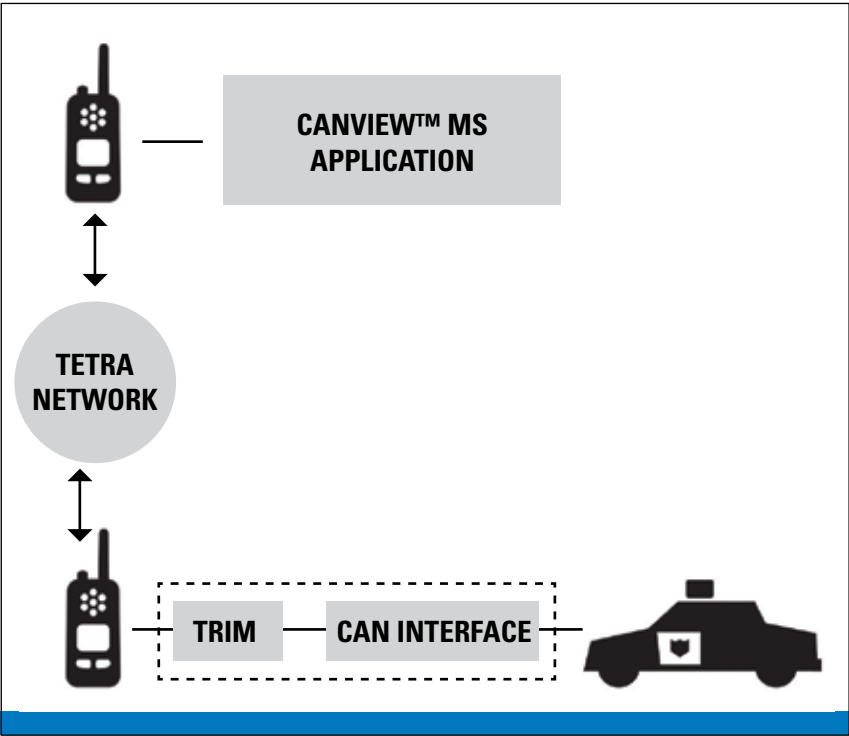 CANVIEW™ MS
APPLICATION
TETRA
NETWORK
TRIM
CAN INTERFACE